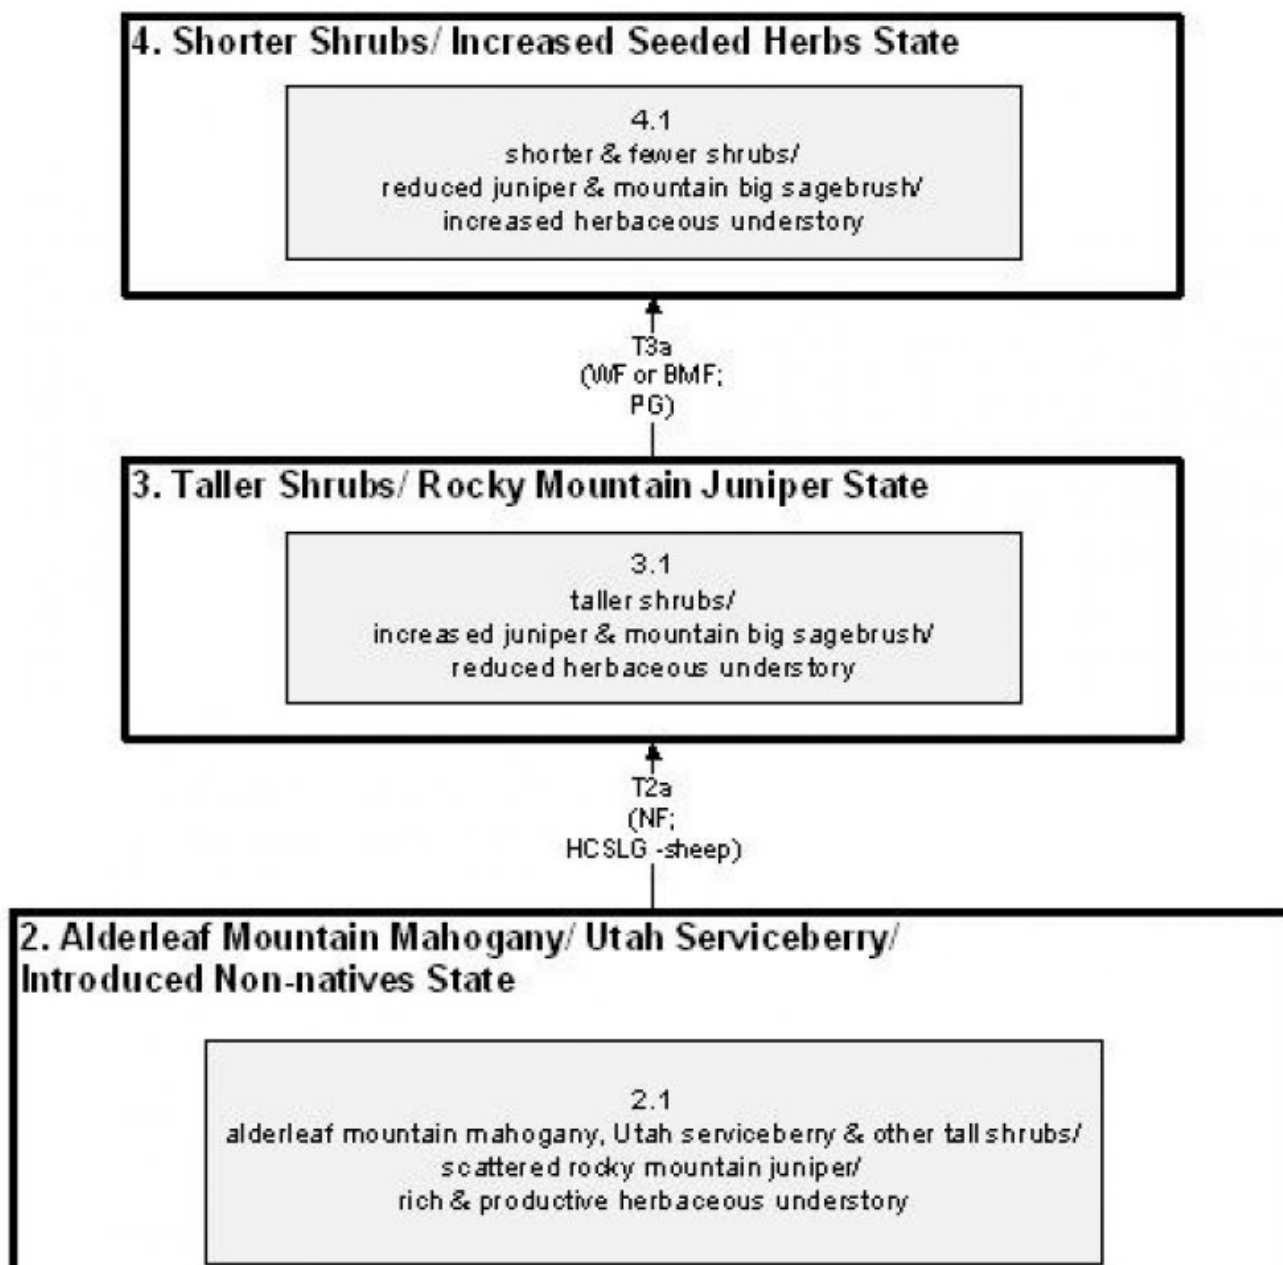 4. Shorter Shrubs/ Increased Seeded Herbs State
4.1
shorter & fewer shrubs/
reduced juniper & mountain big sagebrush/
increased herbaceous understory
T3a
(WF or BMF;
PG)
3. Taller Shrubs/ Rocky Mountain Juniper State
3.1
taller shrubs/
increased juniper & mountain big sagebrush/
reduced herbaceous understory
T2a
(NF;
HCSLG -sheep)
2. Alderleaf Mountain Mahogany/ Utah Serviceberry/
Introduced Non-natives State
2.1
alderleaf mountain mahogany, Utah serviceberry & other tall shrubs/
scattered rocky mountain juniper/
rich & productive herbaceous understory